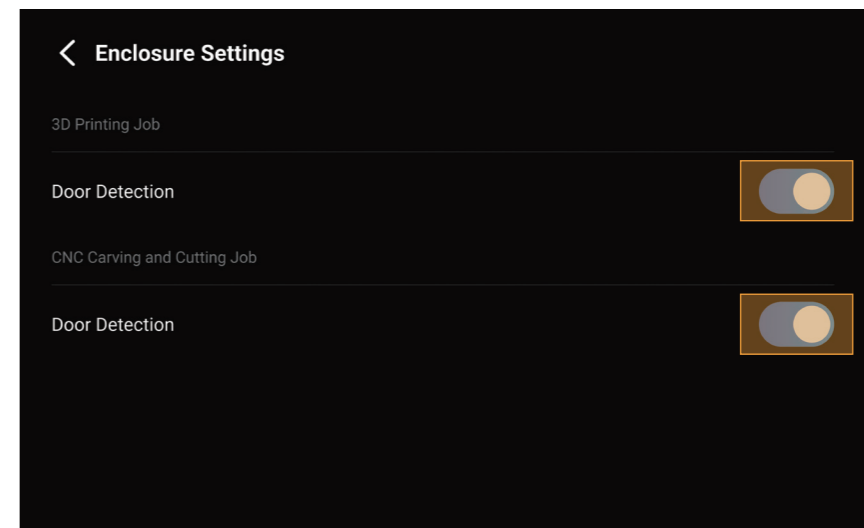 Enclosure Settings
3D Printing Job
Door Detection
CNC Carving and Cutting Job
Door Detection